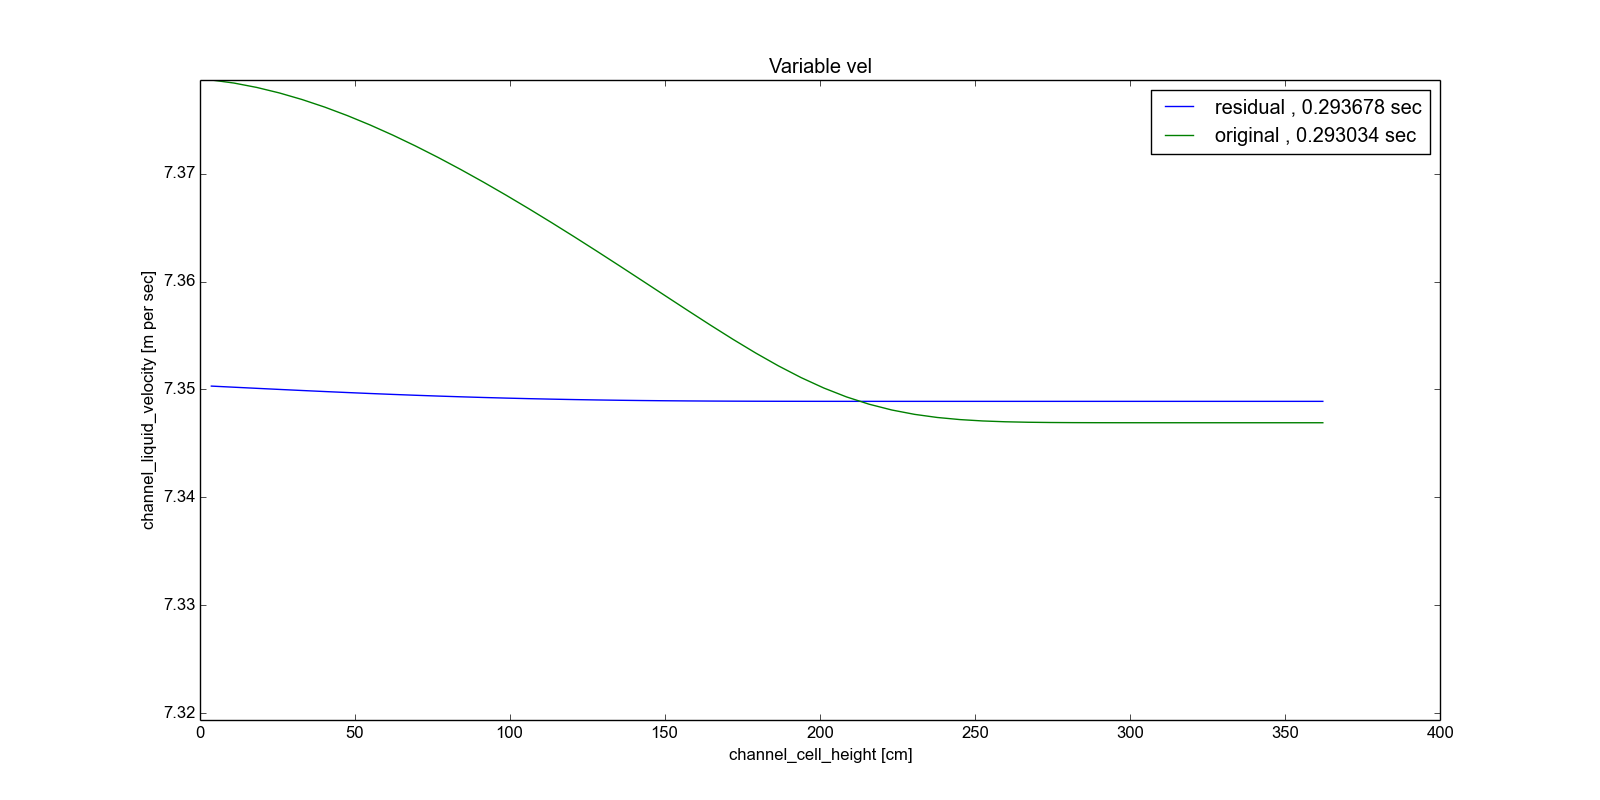 Variable vel
residual , 0.293678 sec
original , 0.293034 sec
7.37
7.36
7.35
7.34
7.33
7.32
channel_liquid_velocity [m per sec]
0 50 100 150 200 250 300 350 400
channel_cell_height [cm]